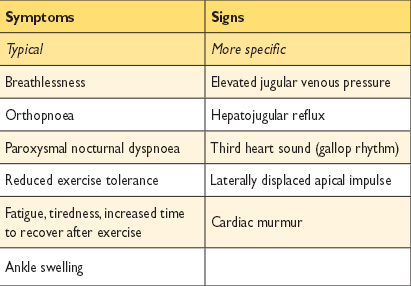 Symptoms Signs
Typical More specific
Breathlessness Elevated jugular venous pressure
Orthopnoea Hepatojugular reflux
Paroxysmal nocturnal dyspnoea Third heart sound (gallop rhythm)
Reduced exercise tolerance Laterally displaced apical impulse
Fatigue, tiredness, increased time
to recover after exercise
Cardiac murmur
Ankle swelling